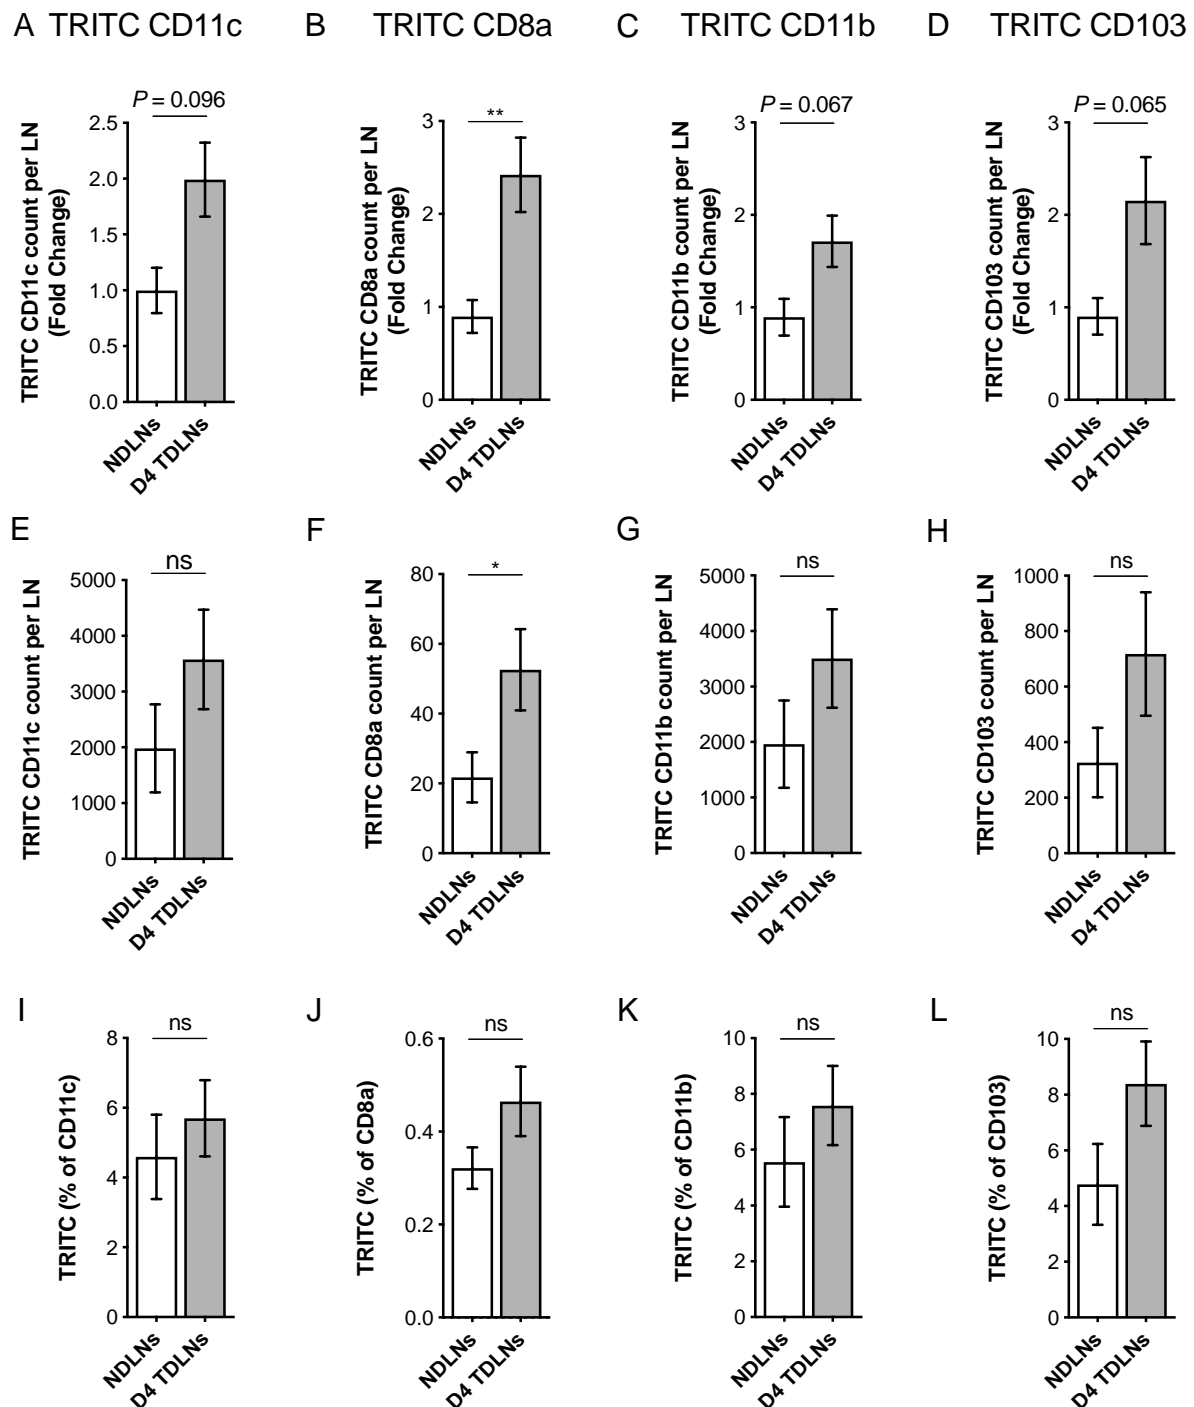 A TRITC CD11c
B TRITC CD8a
C TRITC CD11b
D TRITC CD103
TRITC CD11c count per LN
(Fold Change)
P = 0.096
2.5
2.0
1.5
1.0
0.5
0.0
NDLNs
D4 TDLNs
TRITC CD8a count per LN
(Fold Change)
**
3
2
1
0
NDLNs
D4 TDLNs
TRITC CD11b count per LN
(Fold Change)
P = 0.067
3
2
1
0
NDLNs
D4 TDLNs
TRITC CD103 count per LN
(Fold Change)
P = 0.065
3
2
1
0
NDLNs
D4 TDLNs
E
TRITC CD11c count per LN
ns
5000
4000
3000
2000
1000
0
NDLNs
D4 TDLNs
F
TRITC CD8a count per LN
*
80
60
40
20
0
NDLNs
D4 TDLNs
G
TRITC CD11b count per LN
ns
5000
4000
3000
2000
1000
0
NDLNs
D4 TDLNs
H
TRITC CD103 count per LN
ns
1000
800
600
400
200
0
NDLNs
D4 TDLNs
I
TRITC (% of CD11c)
ns
8
6
4
2
0
NDLNs
D4 TDLNs
J
TRITC (% of CD8a)
ns
0.6
0.4
0.2
0.0
NDLNs
D4 TDLNs
K
TRITC (% of CD11b)
ns
10
8
6
4
2
0
NDLNs
D4 TDLNs
L
TRITC (% of CD103)
ns
10
8
6
4
2
0
NDLNs
D4 TDLNs